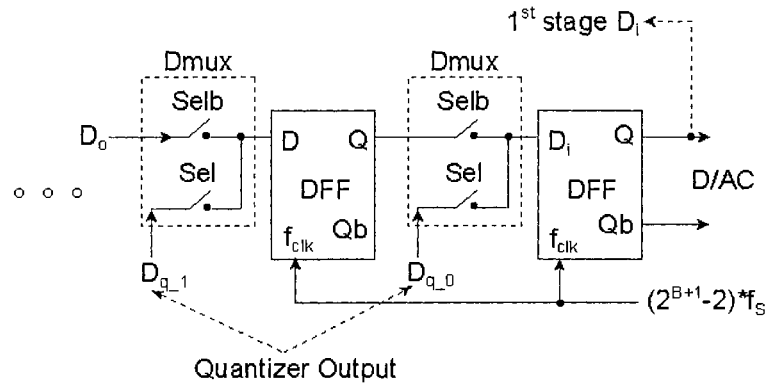 1st stage Di
Dmux
Dmux
Selb
Selb
Do
D
Q
Di
Q
Sel
Sel
DFF
DFF
D/AC
Qb
Qb
fclk
fclk
Dq_1
Dq_0
(2^{B+1}-2)*fS
Quantizer Output